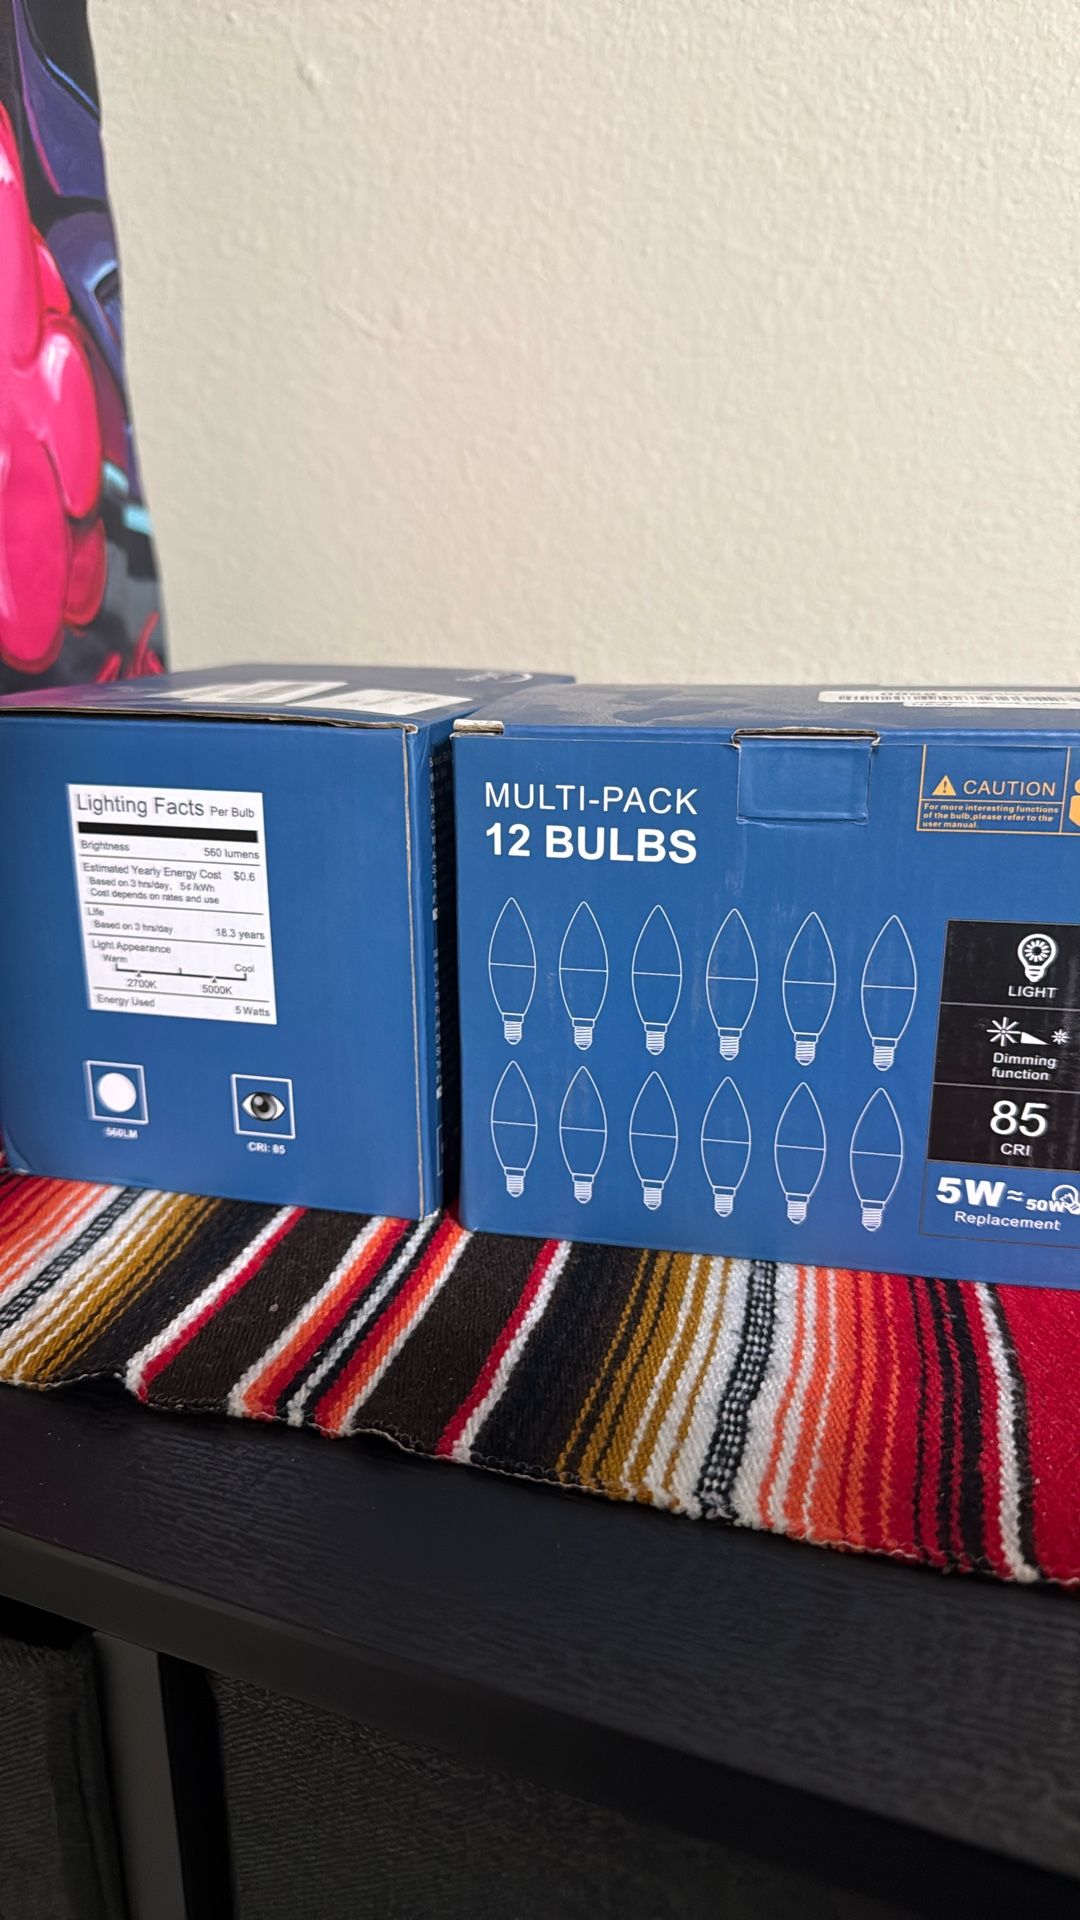 Lighting Facts Per Bulb
Brightness 560 lumens
Estimated Yearly Energy Cost $0.6
Based on 3 hrs/day, 5¢/kWh
Cost depends on rates and use
Life
Based on 3 hrs/day 18.3 years
Light Appearance
Warm Cool
2700K 5000K
Energy Used 5 Watts
560LM
CRI: 85
MULTI-PACK
12 BULBS
CAUTION
For more interesting functions
of the bulb,please refer to the
user manual.
LIGHT
Dimming
function
85
CRI
5W≈50W
Replacement